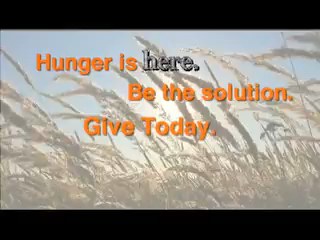 Hunger is here.
Be the solution.
Give Today.